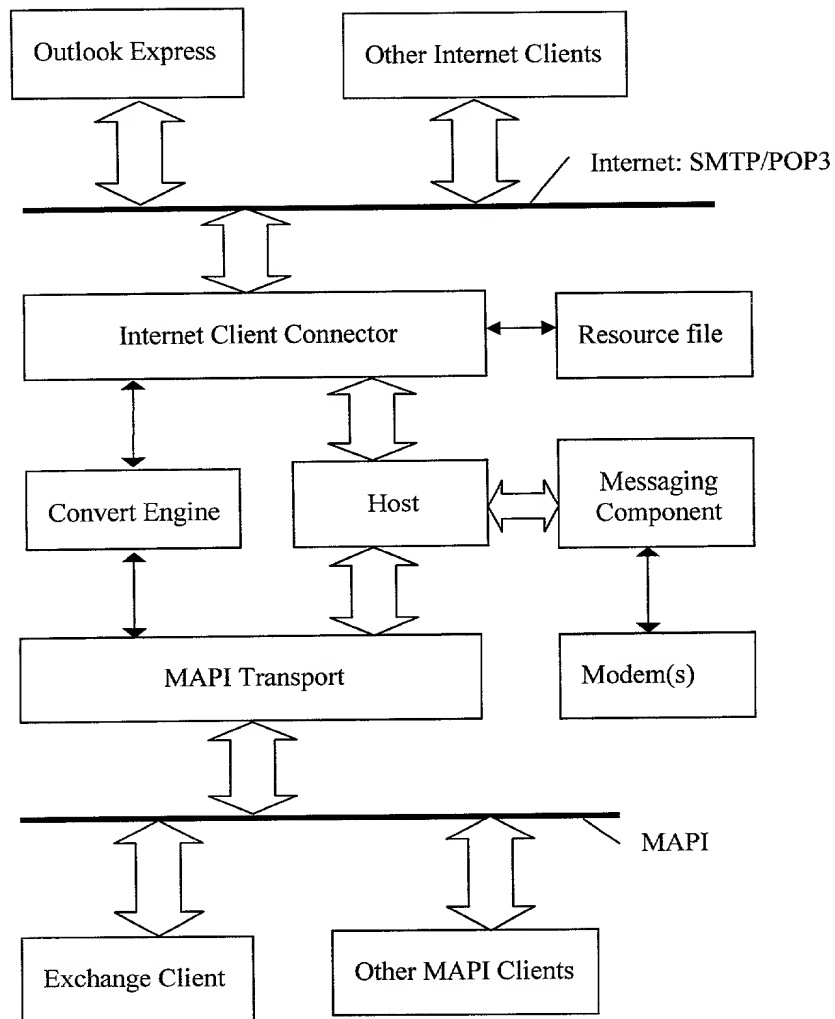 Outlook Express
Other Internet Clients
Internet: SMTP/POP3
Internet Client Connector
Resource file
Convert Engine
Host
Messaging
Component
MAPI Transport
Modem(s)
MAPI
Exchange Client
Other MAPI Clients